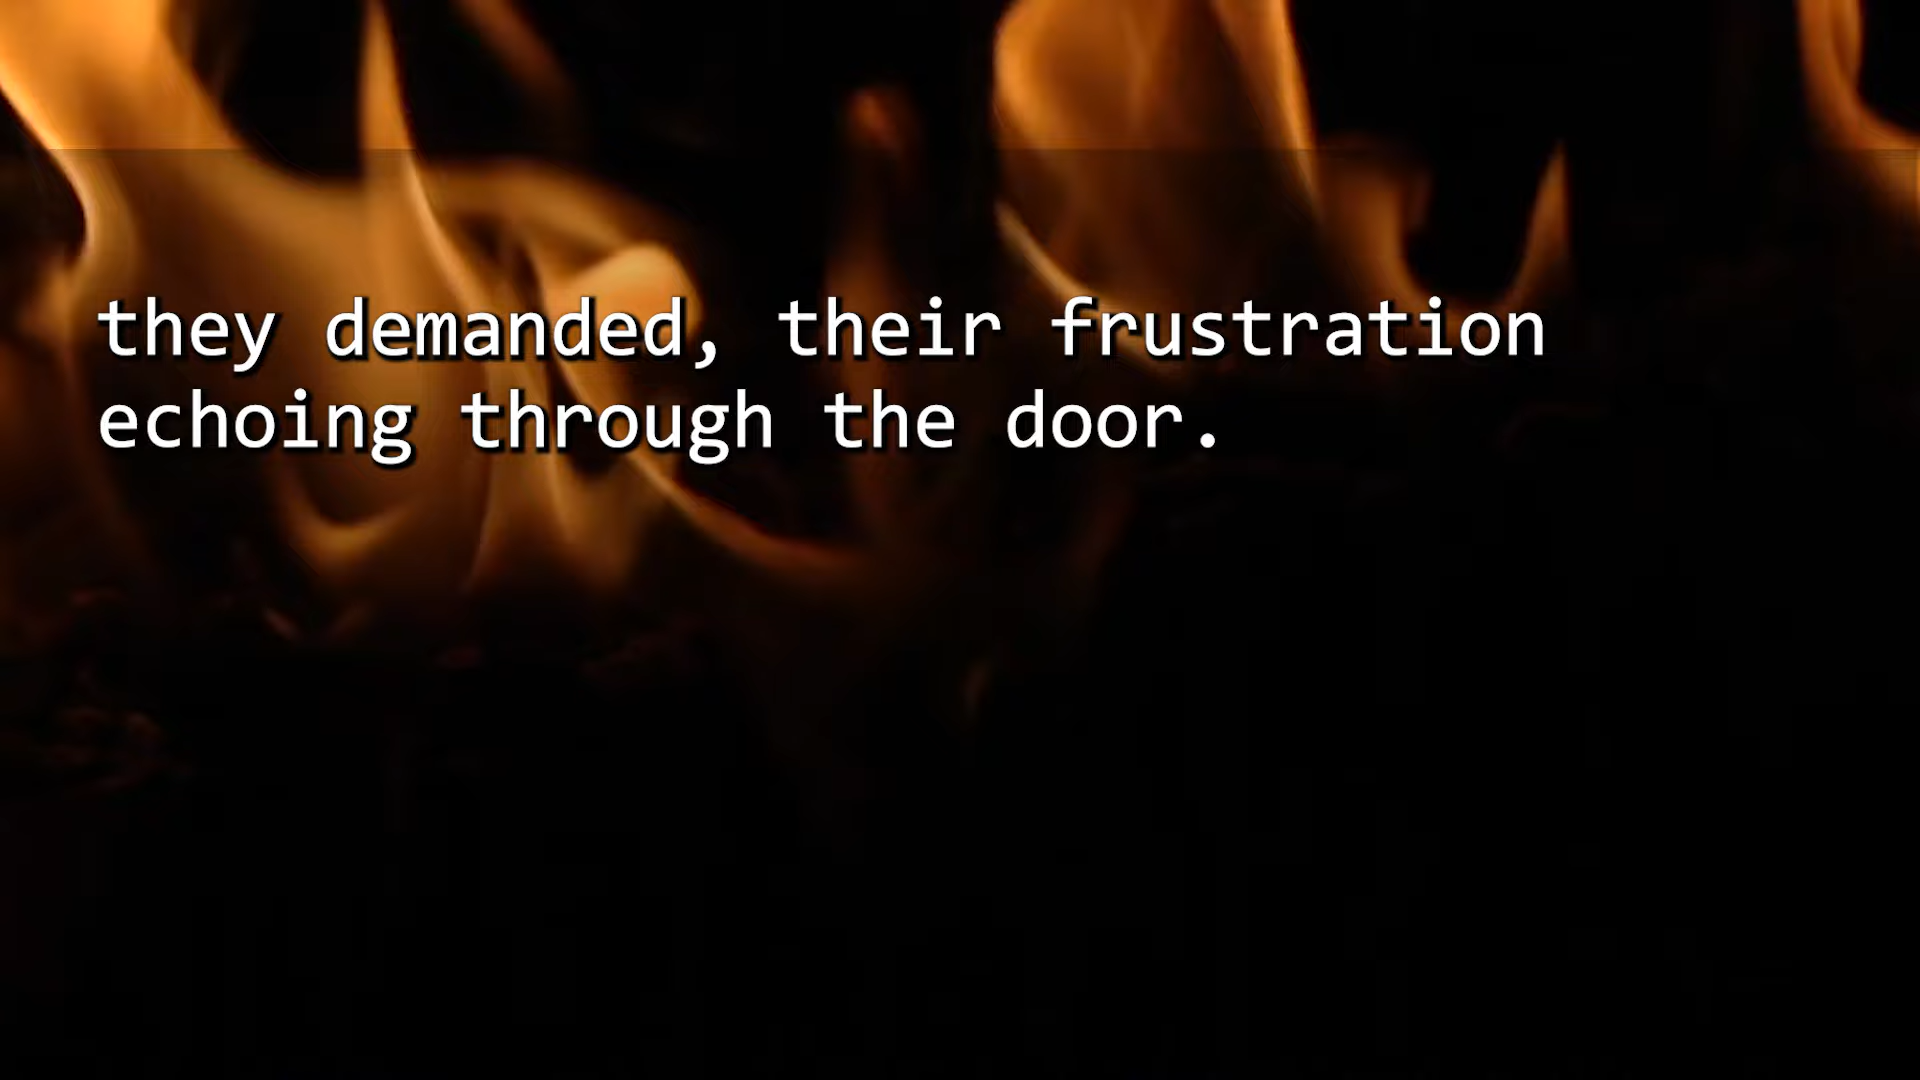 they demanded, their frustration
echoing through the door.